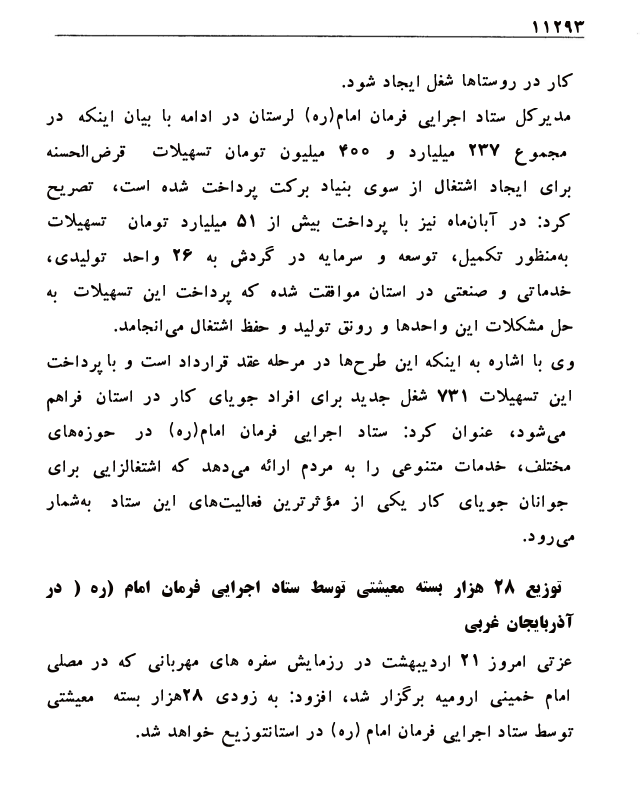 ۱۱۲۹۳
کار در روستاها شغل ایجاد شود.
مدیرکل ستاد اجرایی فرمان امام(ره) لرستان در ادامه با بیان اینکه در
مجموع ۲۳۷ میلیارد و ۴۰۰ میلیون تومان تسهیلات قرض‌الحسنه
برای ایجاد اشتغال از سوی بنیاد برکت پرداخت شده است، تصریح
کرد: در آبان‌ماه نیز با پرداخت بیش از ۵۱ میلیارد تومان تسهیلات
به‌منظور تکمیل، توسعه و سرمایه در گردش به ۲۶ واحد تولیدی،
خدماتی و صنعتی در استان موافقت شده که پرداخت این تسهیلات به
حل مشکلات این واحدها و رونق تولید و حفظ اشتغال می‌انجامد.
وی با اشاره به اینکه این طرح‌ها در مرحله عقد قرارداد است و با پرداخت
این تسهیلات ۷۳۱ شغل جدید برای افراد جویای کار در استان فراهم
می‌شود، عنوان کرد: ستاد اجرایی فرمان امام(ره) در حوزه‌های
مختلف، خدمات متنوعی را به مردم ارائه می‌دهد که اشتغالزایی برای
جوانان جویای کار یکی از مؤثرترین فعالیت‌های این ستاد به‌شمار
می‌رود.
توزیع ۲۸ هزار بسته معیشتی توسط ستاد اجرایی فرمان امام (ره ( در
آذربایجان غربی
عزتی امروز ۲۱ اردیبهشت در رزمایش سفره های مهربانی که در مصلی
امام خمینی ارومیه برگزار شد، افزود: به زودی ۲۸هزار بسته معیشتی
توسط ستاد اجرایی فرمان امام (ره) در استانتوزیع خواهد شد.